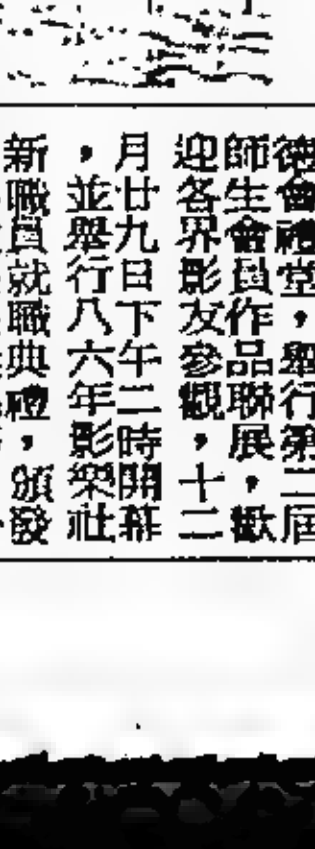 德會禮堂，舉行第二屆
師生會員作品聯展，歡
迎各界影友參觀，十二
月廿九日下午二時開幕
，並舉行八六年影樂社
新職員就職典禮，頒發